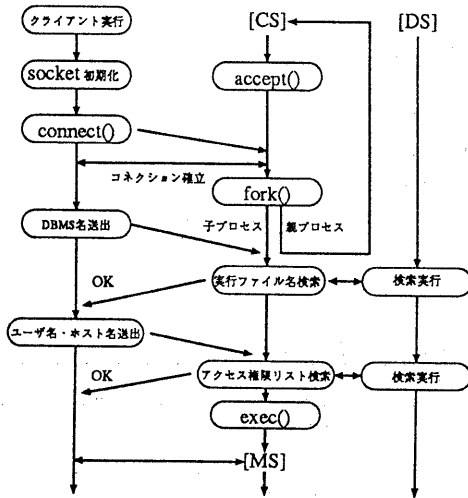 クライアント実行
[CS]
[DS]
socket 初期化
accept()
connect()
コネクション確立
fork()
DBMS名送出
子プロセス
親プロセス
OK
実行ファイル名検索
検索実行
ユーザ名・ホスト名送出
OK
アクセス権限リスト検索
検索実行
exec()
[MS]